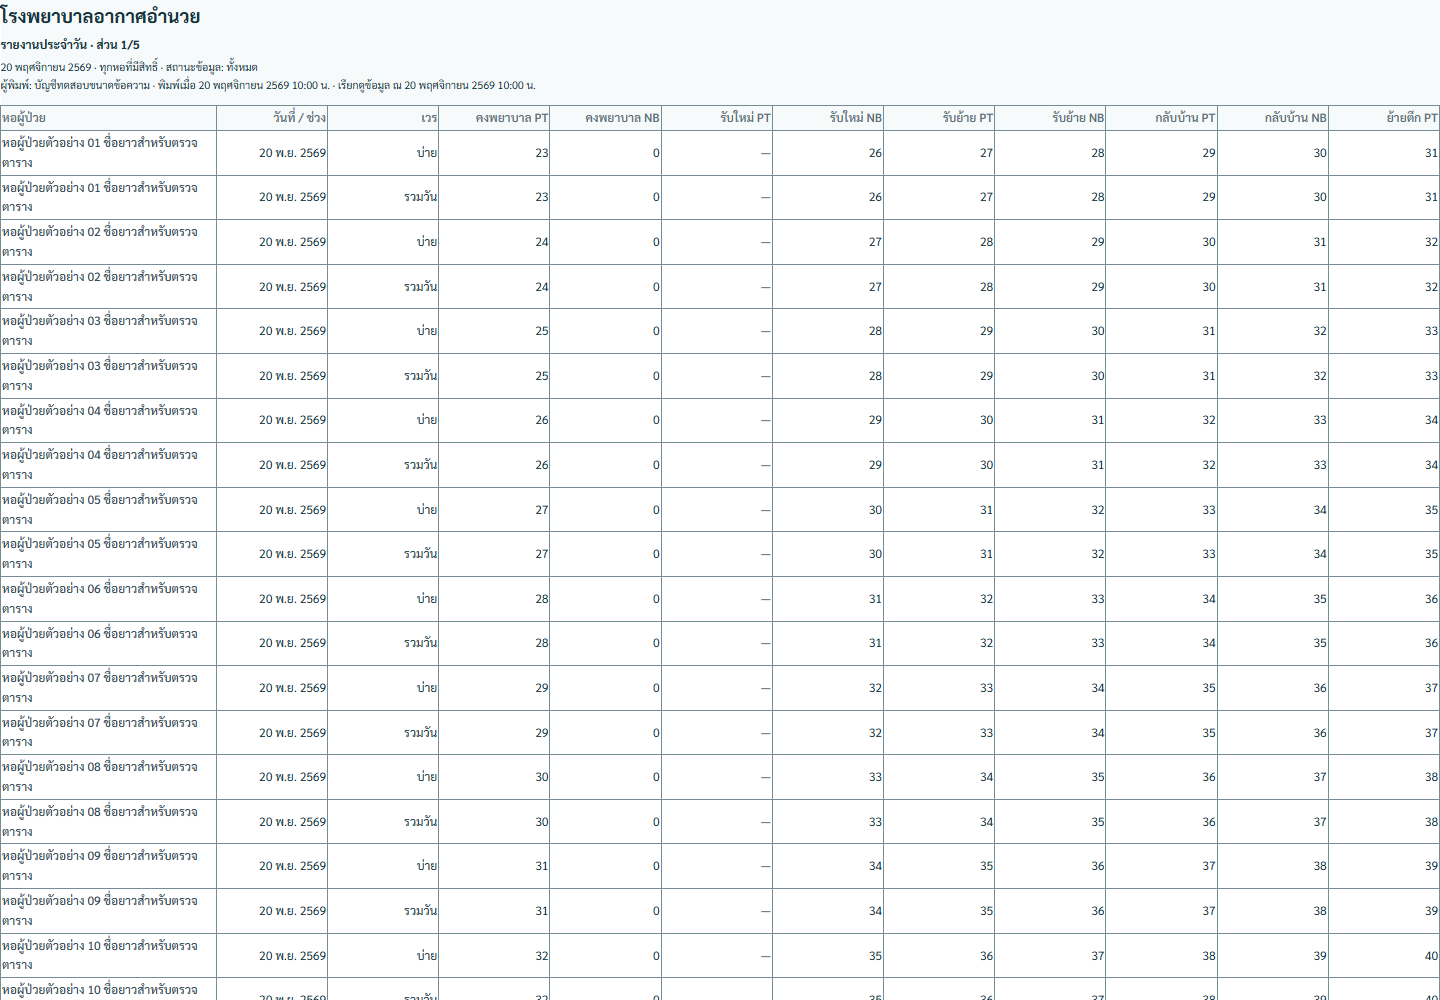 โรงพยาบาลอากาศอำนวย
รายงานประจำวัน · ส่วน 1/5
20 พฤศจิกายน 2569 · ทุกหอที่มีสิทธิ์ · สถานะข้อมูล: ทั้งหมด
ผู้พิมพ์: บัญชีทดสอบขนาดข้อความ · พิมพ์เมื่อ 20 พฤศจิกายน 2569 10:00 น. · เรียกดูข้อมูล ณ 20 พฤศจิกายน 2569 10:00 น.
หอผู้ป่วย วันที่ / ช่วง เวร คงพยาบาล PT คงพยาบาล NB รับใหม่ PT รับใหม่ NB รับย้าย PT รับย้าย NB กลับบ้าน PT กลับบ้าน NB ย้ายตึก PT
หอผู้ป่วยตัวอย่าง 01 ชื่อยาวสำหรับตรวจ
ตาราง 20 พ.ย. 2569 บ่าย 23 0 — 26 27 28 29 30 31
หอผู้ป่วยตัวอย่าง 01 ชื่อยาวสำหรับตรวจ
ตาราง 20 พ.ย. 2569 รวมวัน 23 0 — 26 27 28 29 30 31
หอผู้ป่วยตัวอย่าง 02 ชื่อยาวสำหรับตรวจ
ตาราง 20 พ.ย. 2569 บ่าย 24 0 — 27 28 29 30 31 32
หอผู้ป่วยตัวอย่าง 02 ชื่อยาวสำหรับตรวจ
ตาราง 20 พ.ย. 2569 รวมวัน 24 0 — 27 28 29 30 31 32
หอผู้ป่วยตัวอย่าง 03 ชื่อยาวสำหรับตรวจ
ตาราง 20 พ.ย. 2569 บ่าย 25 0 — 28 29 30 31 32 33
หอผู้ป่วยตัวอย่าง 03 ชื่อยาวสำหรับตรวจ
ตาราง 20 พ.ย. 2569 รวมวัน 25 0 — 28 29 30 31 32 33
หอผู้ป่วยตัวอย่าง 04 ชื่อยาวสำหรับตรวจ
ตาราง 20 พ.ย. 2569 บ่าย 26 0 — 29 30 31 32 33 34
หอผู้ป่วยตัวอย่าง 04 ชื่อยาวสำหรับตรวจ
ตาราง 20 พ.ย. 2569 รวมวัน 26 0 — 29 30 31 32 33 34
หอผู้ป่วยตัวอย่าง 05 ชื่อยาวสำหรับตรวจ
ตาราง 20 พ.ย. 2569 บ่าย 27 0 — 30 31 32 33 34 35
หอผู้ป่วยตัวอย่าง 05 ชื่อยาวสำหรับตรวจ
ตาราง 20 พ.ย. 2569 รวมวัน 27 0 — 30 31 32 33 34 35
หอผู้ป่วยตัวอย่าง 06 ชื่อยาวสำหรับตรวจ
ตาราง 20 พ.ย. 2569 บ่าย 28 0 — 31 32 33 34 35 36
หอผู้ป่วยตัวอย่าง 06 ชื่อยาวสำหรับตรวจ
ตาราง 20 พ.ย. 2569 รวมวัน 28 0 — 31 32 33 34 35 36
หอผู้ป่วยตัวอย่าง 07 ชื่อยาวสำหรับตรวจ
ตาราง 20 พ.ย. 2569 บ่าย 29 0 — 32 33 34 35 36 37
หอผู้ป่วยตัวอย่าง 07 ชื่อยาวสำหรับตรวจ
ตาราง 20 พ.ย. 2569 รวมวัน 29 0 — 32 33 34 35 36 37
หอผู้ป่วยตัวอย่าง 08 ชื่อยาวสำหรับตรวจ
ตาราง 20 พ.ย. 2569 บ่าย 30 0 — 33 34 35 36 37 38
หอผู้ป่วยตัวอย่าง 08 ชื่อยาวสำหรับตรวจ
ตาราง 20 พ.ย. 2569 รวมวัน 30 0 — 33 34 35 36 37 38
หอผู้ป่วยตัวอย่าง 09 ชื่อยาวสำหรับตรวจ
ตาราง 20 พ.ย. 2569 บ่าย 31 0 — 34 35 36 37 38 39
หอผู้ป่วยตัวอย่าง 09 ชื่อยาวสำหรับตรวจ
ตาราง 20 พ.ย. 2569 รวมวัน 31 0 — 34 35 36 37 38 39
หอผู้ป่วยตัวอย่าง 10 ชื่อยาวสำหรับตรวจ
ตาราง 20 พ.ย. 2569 บ่าย 32 0 — 35 36 37 38 39 40
หอผู้ป่วยตัวอย่าง 10 ชื่อยาวสำหรับตรวจ